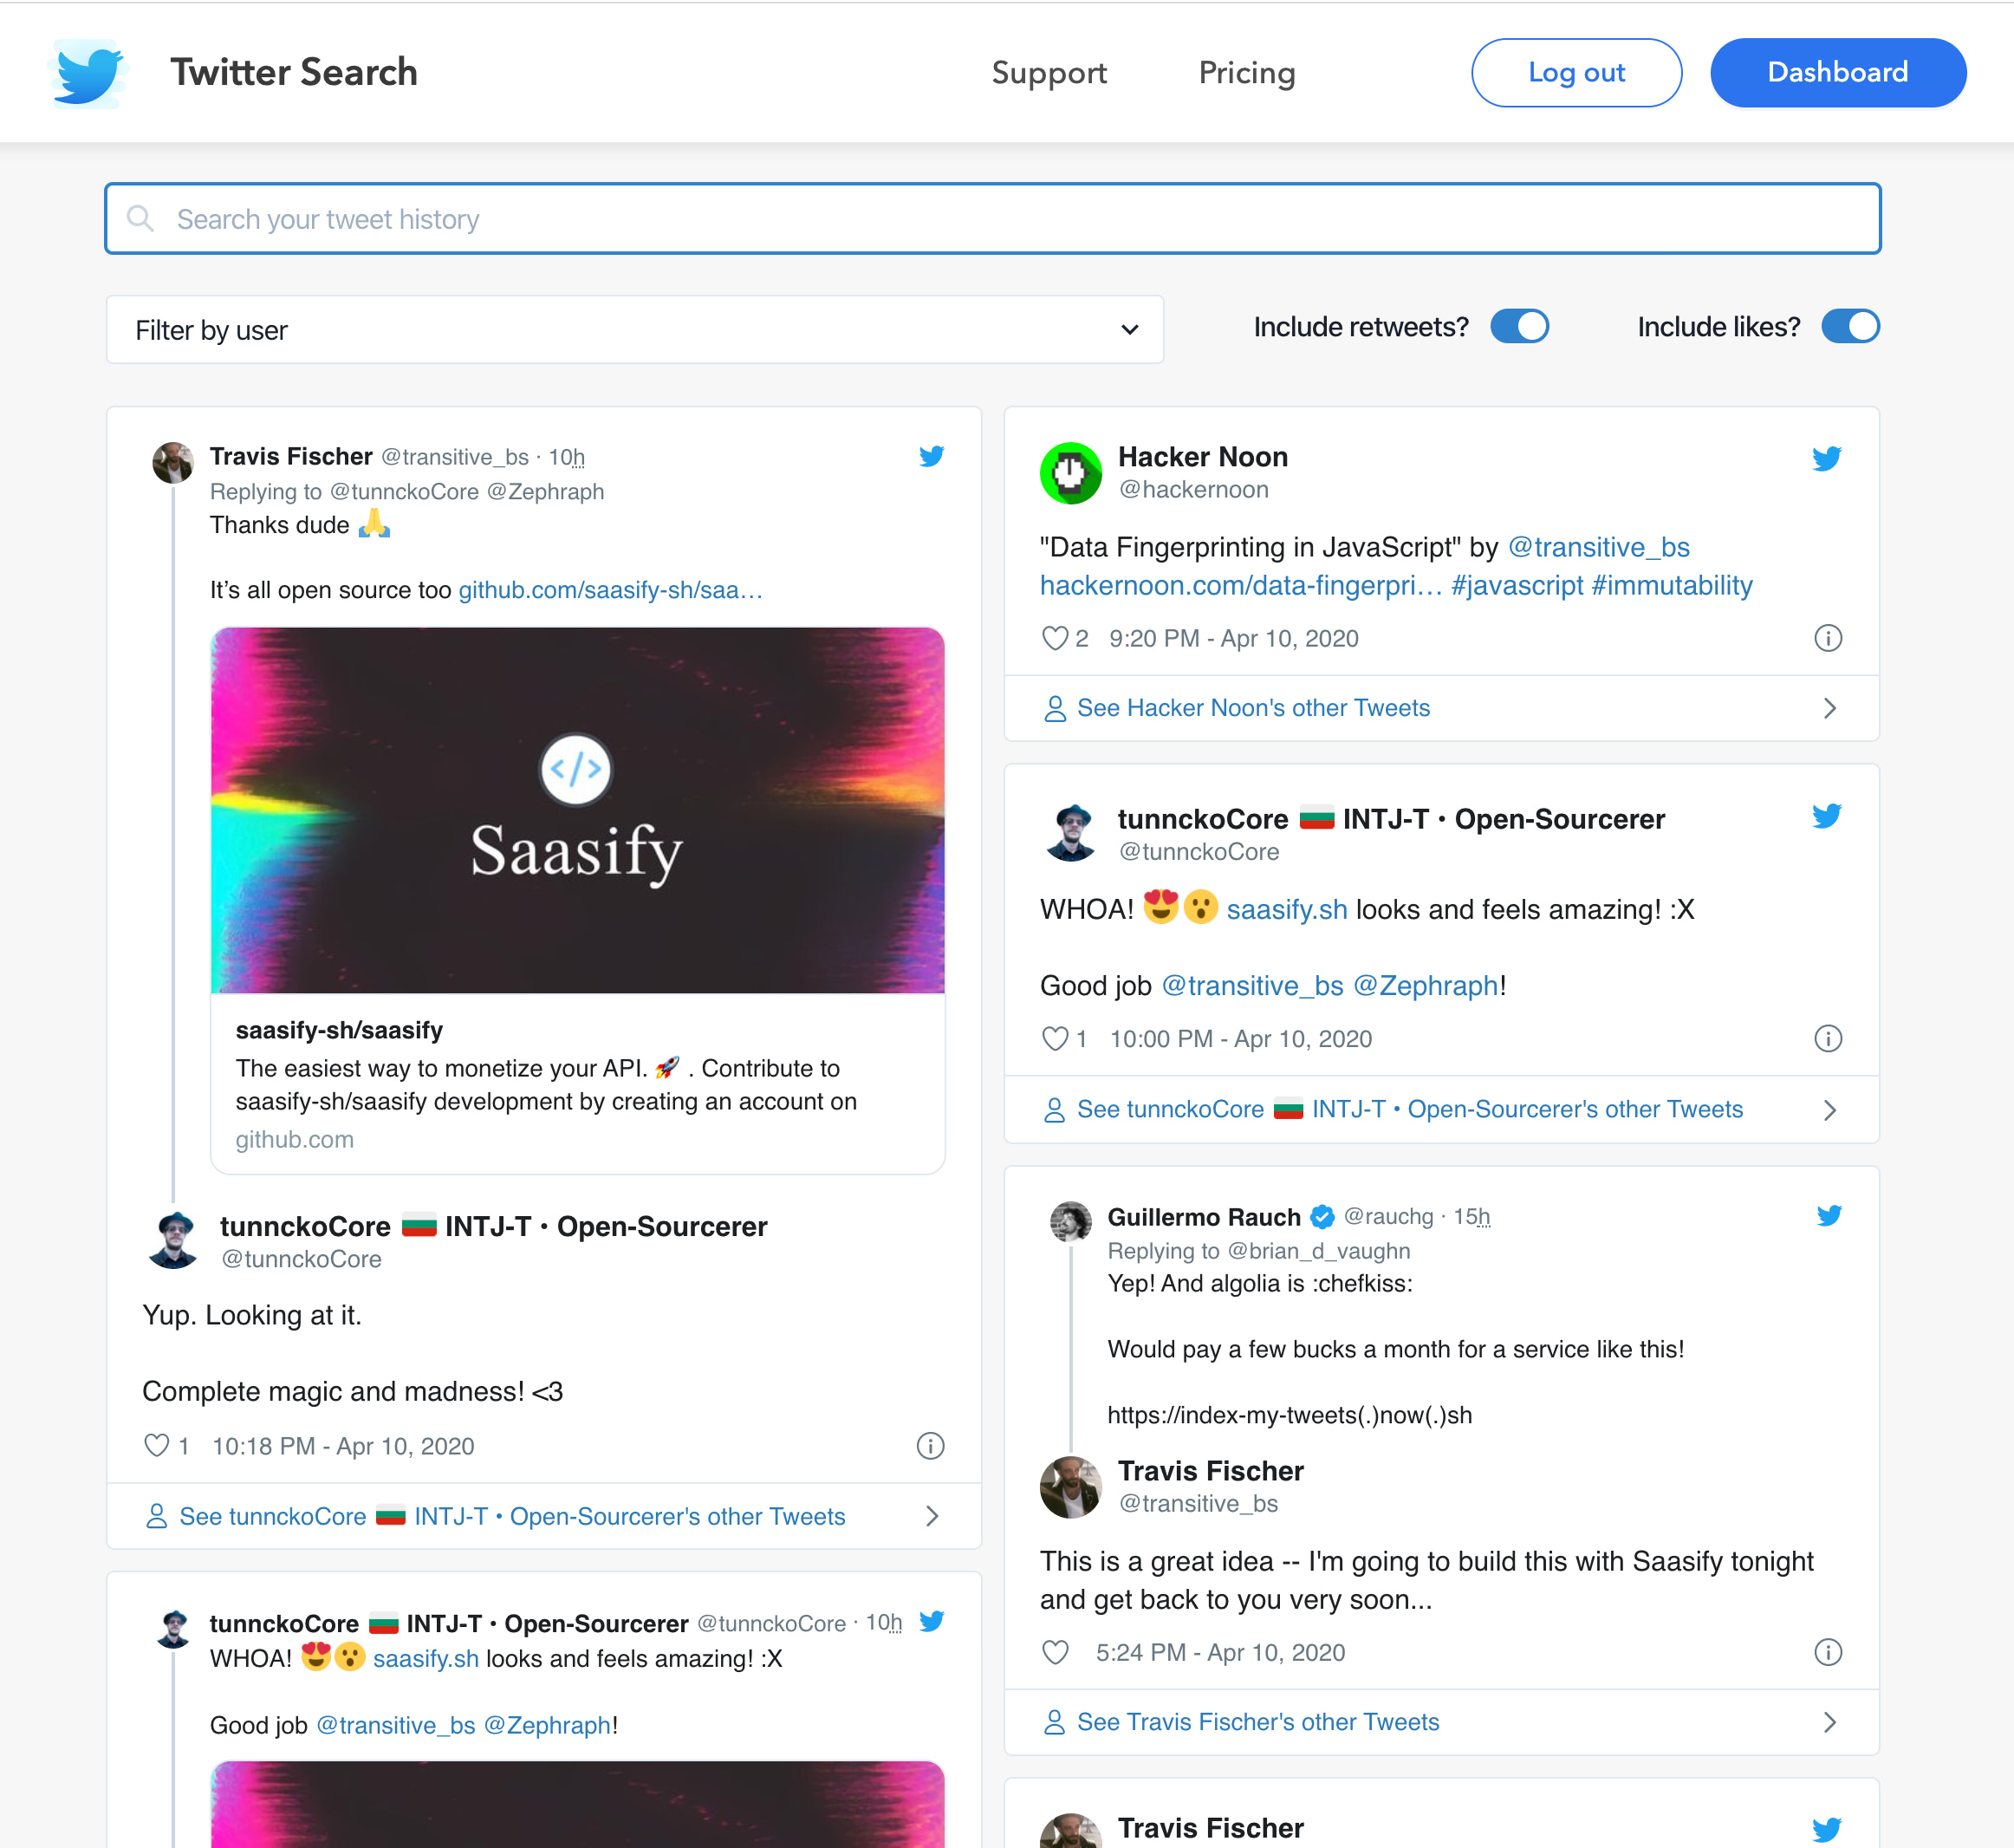 Twitter Search
Support
Pricing
Log out
Dashboard
Search your tweet history
Filter by user
Include retweets?
Include likes?
Travis Fischer @transitive_bs · 10h
Replying to @tunnckoCore @Zephraph
Thanks dude 🙏
It’s all open source too github.com/saasify-sh/saa…
</>
Saasify
saasify-sh/saasify
The easiest way to monetize your API. 🚀 . Contribute to
saasify-sh/saasify development by creating an account on
github.com
tunnckoCore 🇧🇬 INTJ-T • Open-Sourcerer
@tunnckoCore
Yup. Looking at it.
Complete magic and madness! <3
1 10:18 PM - Apr 10, 2020
See tunnckoCore 🇧🇬 INTJ-T • Open-Sourcerer's other Tweets
tunnckoCore 🇧🇬 INTJ-T • Open-Sourcerer @tunnckoCore · 10h
WHOA! 😍😮 saasify.sh looks and feels amazing! :X
Good job @transitive_bs @Zephraph!
Hacker Noon
@hackernoon
"Data Fingerprinting in JavaScript" by @transitive_bs
hackernoon.com/data-fingerpri… #javascript #immutability
2 9:20 PM - Apr 10, 2020
See Hacker Noon's other Tweets
tunnckoCore 🇧🇬 INTJ-T • Open-Sourcerer
@tunnckoCore
WHOA! 😍😮 saasify.sh looks and feels amazing! :X
Good job @transitive_bs @Zephraph!
1 10:00 PM - Apr 10, 2020
See tunnckoCore 🇧🇬 INTJ-T • Open-Sourcerer's other Tweets
Guillermo Rauch @rauchg · 15h
Replying to @brian_d_vaughn
Yep! And algolia is :chefkiss:
Would pay a few bucks a month for a service like this!
https://index-my-tweets(.)now(.)sh
Travis Fischer
@transitive_bs
This is a great idea -- I'm going to build this with Saasify tonight
and get back to you very soon...
5:24 PM - Apr 10, 2020
See Travis Fischer's other Tweets
Travis Fischer